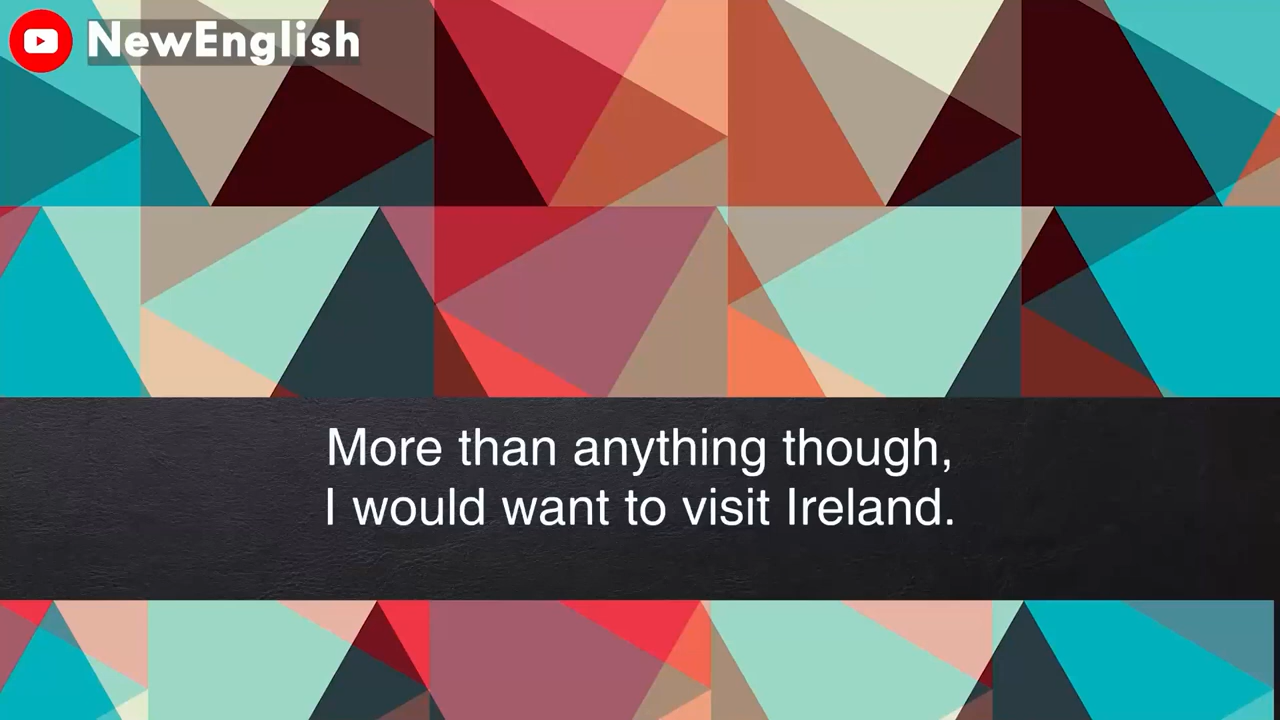 NewEnglish
More than anything though,
I would want to visit Ireland.